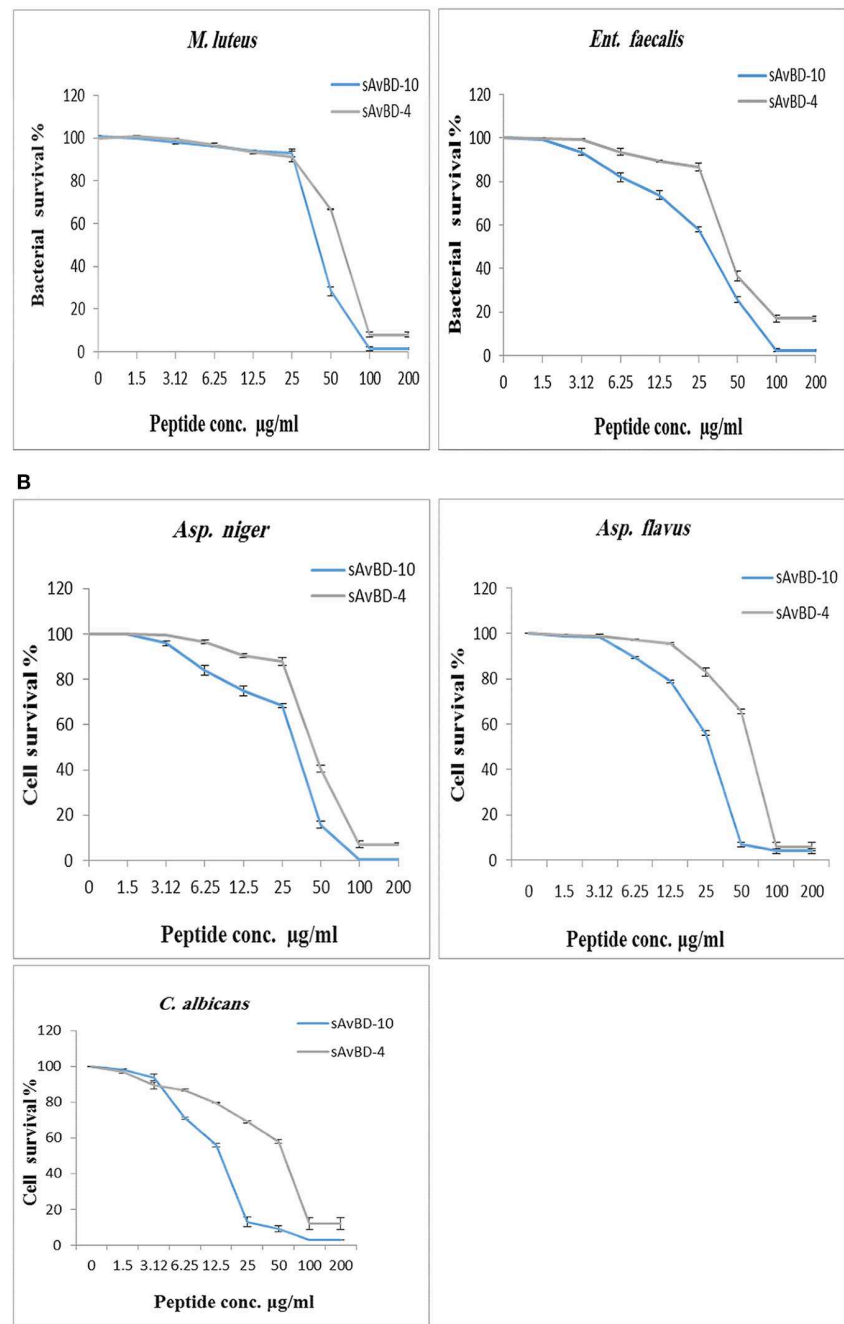 M. luteus
sAvBD-10
sAvBD-4
Bacterial survival %
120
100
80
60
40
20
0
0 1.5 3.12 6.25 12.5 25 50 100 200
Peptide conc. µg/ml
Ent. faecalis
sAvBD-10
sAvBD-4
Bacterial survival %
120
100
80
60
40
20
0
0 1.5 3.12 6.25 12.5 25 50 100 200
Peptide conc. µg/ml
B
Asp. niger
sAvBD-10
sAvBD-4
Cell survival %
120
100
80
60
40
20
0
0 1.5 3.12 6.25 12.5 25 50 100 200
Peptide conc. µg/ml
Asp. flavus
sAvBD-10
sAvBD-4
Cell survival %
120
100
80
60
40
20
0
0 1.5 3.12 6.25 12.5 25 50 100 200
Peptide conc. µg/ml
C. albicans
sAvBD-10
sAvBD-4
Cell survival %
120
100
80
60
40
20
0
0 1.5 3.12 6.25 12.5 25 50 100 200
Peptide conc. µg/ml